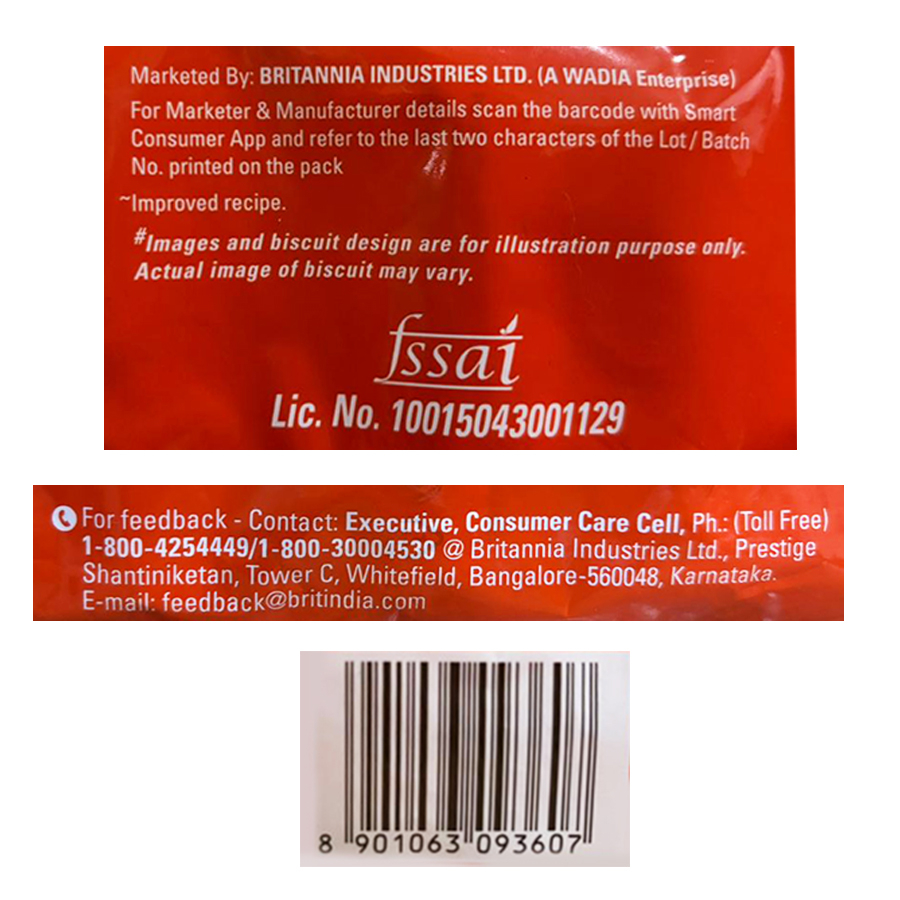 Marketed By: BRITANNIA INDUSTRIES LTD. (A WADIA Enterprise)
For Marketer & Manufacturer details scan the barcode with Smart
Consumer App and refer to the last two characters of the Lot / Batch
No. printed on the pack
~Improved recipe.
#Images and biscuit design are for illustration purpose only.
Actual image of biscuit may vary.
fssai
Lic. No. 10015043001129
For feedback - Contact: Executive, Consumer Care Cell, Ph.: (Toll Free)
1-800-4254449/1-800-30004530 @ Britannia Industries Ltd., Prestige
Shantiniketan, Tower C, Whitefield, Bangalore-560048, Karnataka.
E-mail: feedback@britindia.com
8 901063 093607